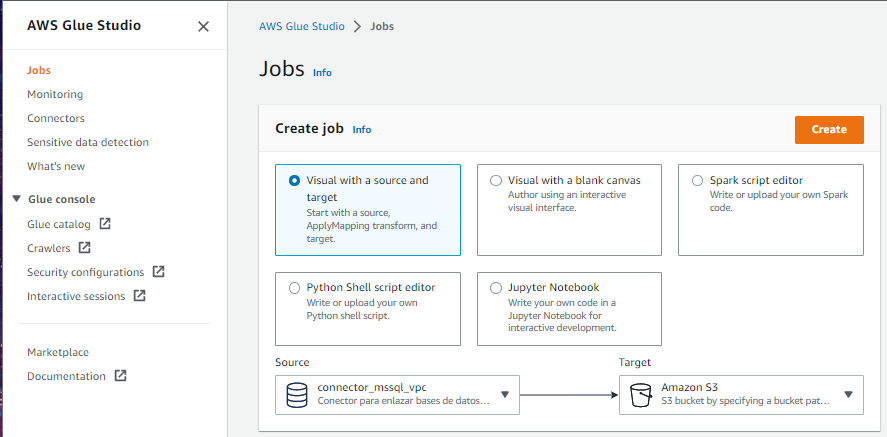 AWS Glue Studio
Jobs
Monitoring
Connectors
Sensitive data detection
What's new
Glue console
Glue catalog
Crawlers
Security configurations
Interactive sessions
Marketplace
Documentation
AWS Glue Studio > Jobs
Jobs Info
Create job Info
Create
Visual with a source and
target
Start with a source,
ApplyMapping transform, and
target.
Visual with a blank canvas
Author using an interactive
visual interface.
Spark script editor
Write or upload your own Spark
code.
Python Shell script editor
Write or upload your own
Python shell script.
Jupyter Notebook
Write your own code in a
Jupyter Notebook for
interactive development.
Source
connector_mssql_vpc
Conector para enlazar bases de datos...
Target
Amazon S3
S3 bucket by specifying a bucket pat...